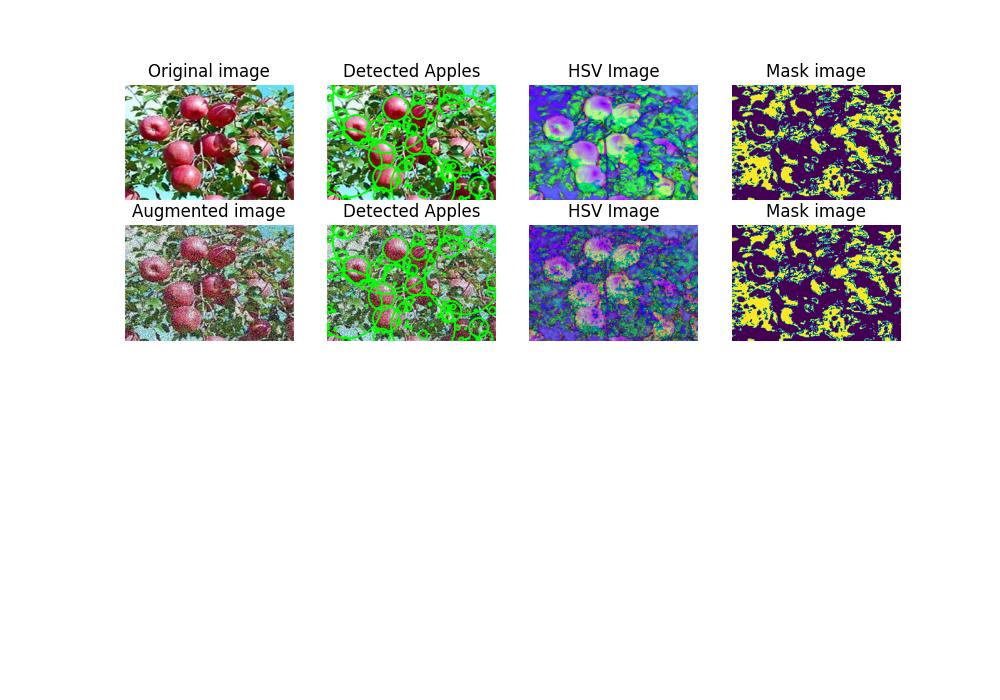 Original image
Detected Apples
HSV Image
Mask image
Augmented image
Detected Apples
HSV Image
Mask image